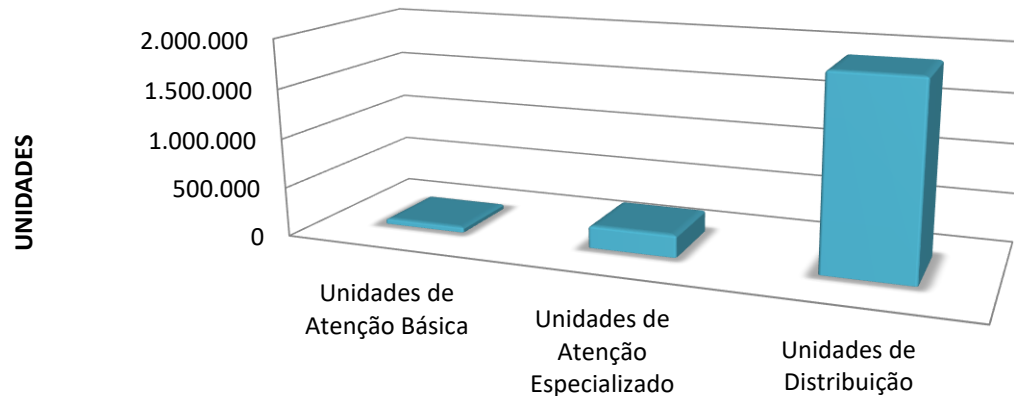 UNIDADES
2.000.000
1.500.000
1.000.000
500.000
0
Unidades de
Atenção Básica
Unidades de
Atenção
Especializado
Unidades de
Distribuição